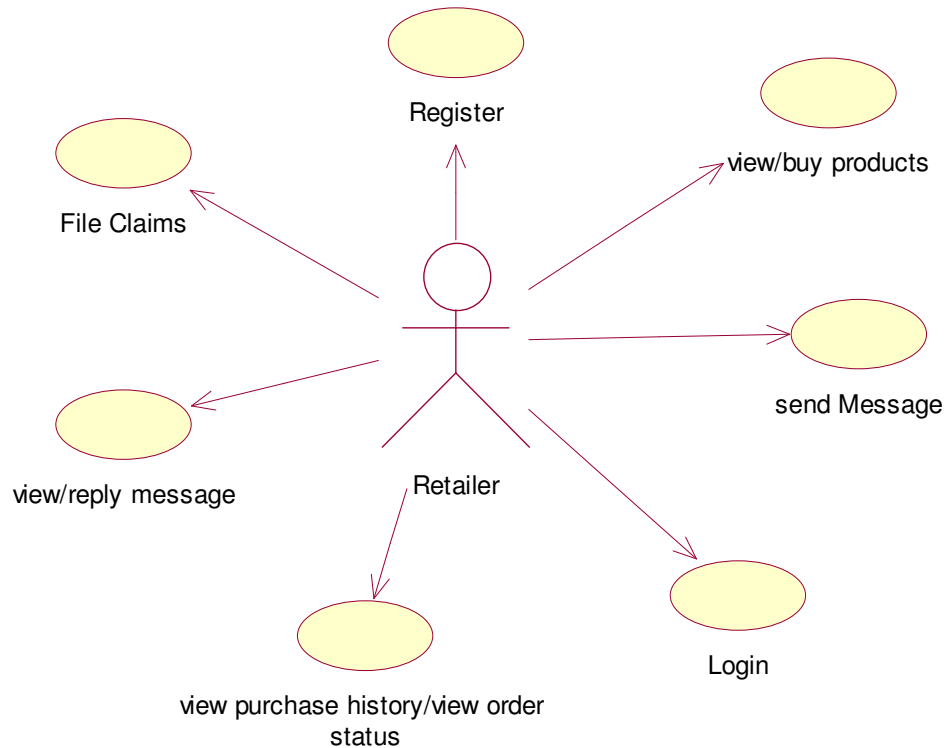 Register
view/buy products
File Claims
send Message
view/reply message
Retailer
Login
view purchase history/view order
status